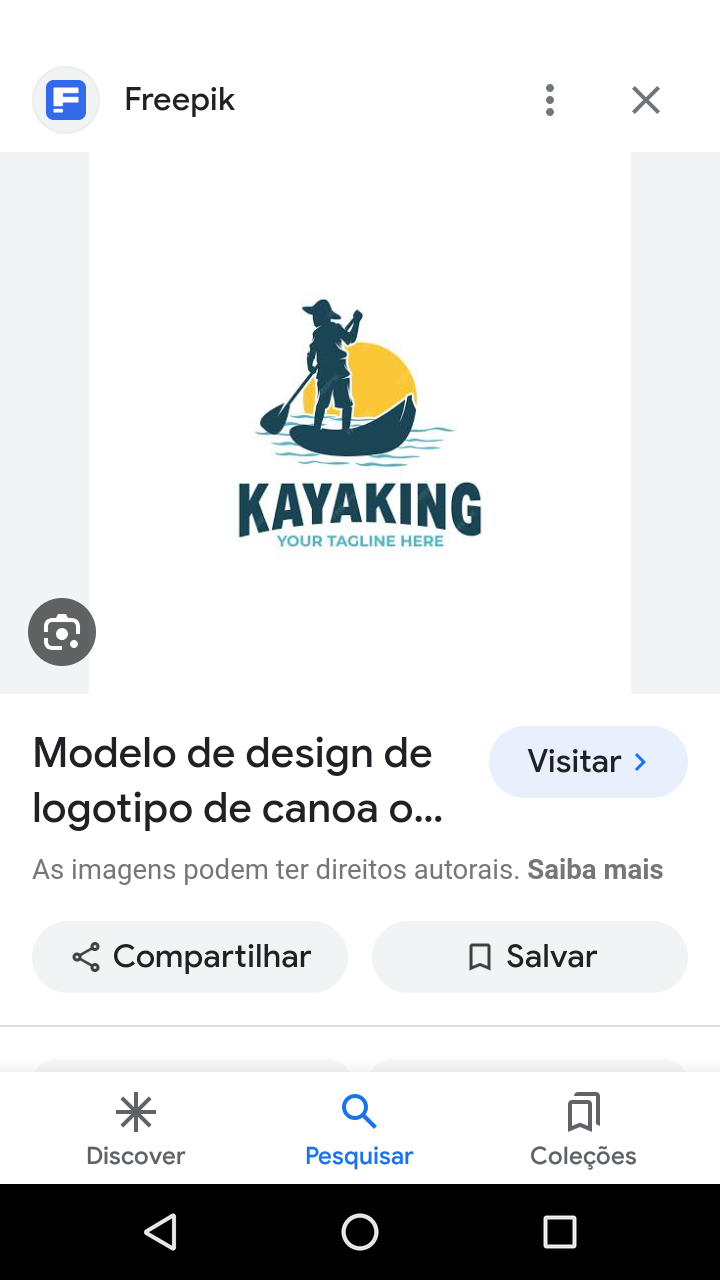 Freepik
KAYAKING
YOUR TAGLINE HERE
Modelo de design de
logotipo de canoa o...
Visitar
As imagens podem ter direitos autorais. Saiba mais
Compartilhar
Salvar
Discover
Pesquisar
Coleções